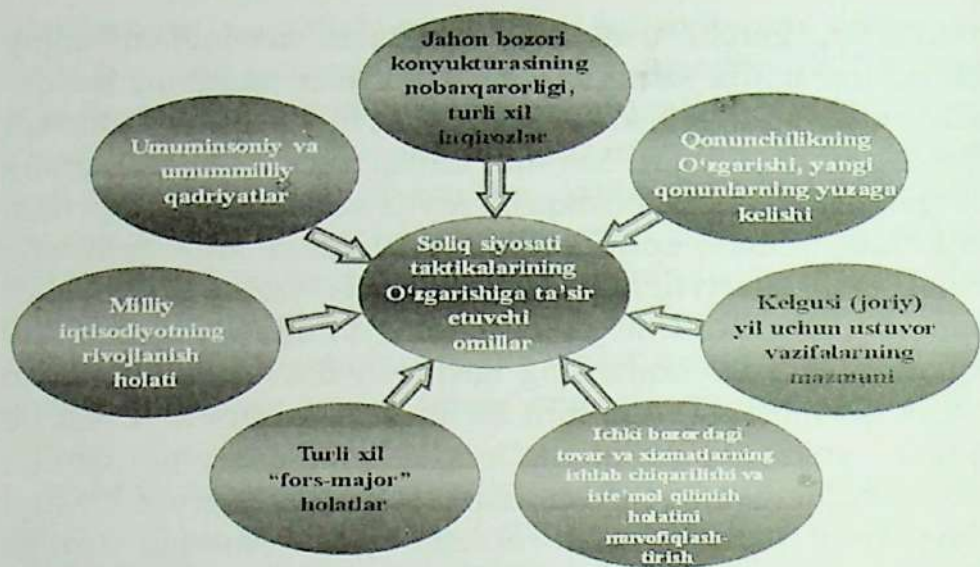 Jahon bozori
konyukturasining
nobarqarorligi,
turli xil
inqirozlar
Umuminsoniy va
umummilliy
qadriyatlar
Qonunchilikning
O‘zgarishi, yangi
qonunlarning yuzaga
kelishi
Soliq siyosati
taktikalarining
O‘zgarishiga ta’sir
etuvchi
omillar
Milliy
iqtisodiyotning
rivojlanish
holati
Kelgusi (joriy)
yil uchun ustuvor
vazifalarning
mazmuni
Turli xil
“fors-major”
holatlar
Ichki bozordagi
tovar va xizmatlarning
ishlab chiqarilishi va
iste’mol qilinish
holatini
muvofiqlash-
tirish